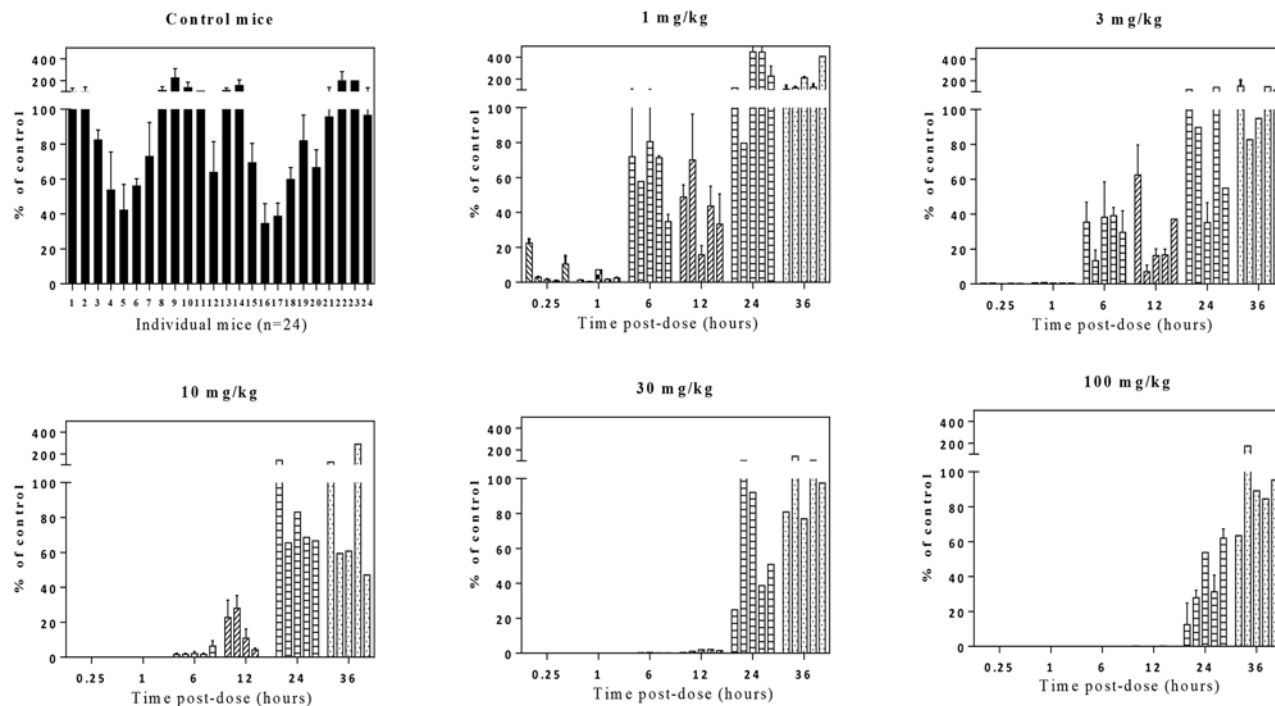 Control mice
400
200
100
80
60
40
20
0
% of control
1 2 3 4 5 6 7 8 9 10 11 12 13 14 15 16 17 18 19 20 21 22 23 24
Individual mice (n=24)
1 mg/kg
400
200
100
80
60
40
20
0
% of control
0.25 1 6 12 24 36
Time post-dose (hours)
3 mg/kg
400
200
100
80
60
40
20
0
% of control
0.25 1 6 12 24 36
Time post-dose (hours)
10 mg/kg
400
200
100
80
60
40
20
0
% of control
0.25 1 6 12 24 36
Time post-dose (hours)
30 mg/kg
400
200
100
80
60
40
20
0
% of control
0.25 1 6 12 24 36
Time post-dose (hours)
100 mg/kg
400
200
100
80
60
40
20
0
% of control
0.25 1 6 12 24 36
Time post-dose (hours)